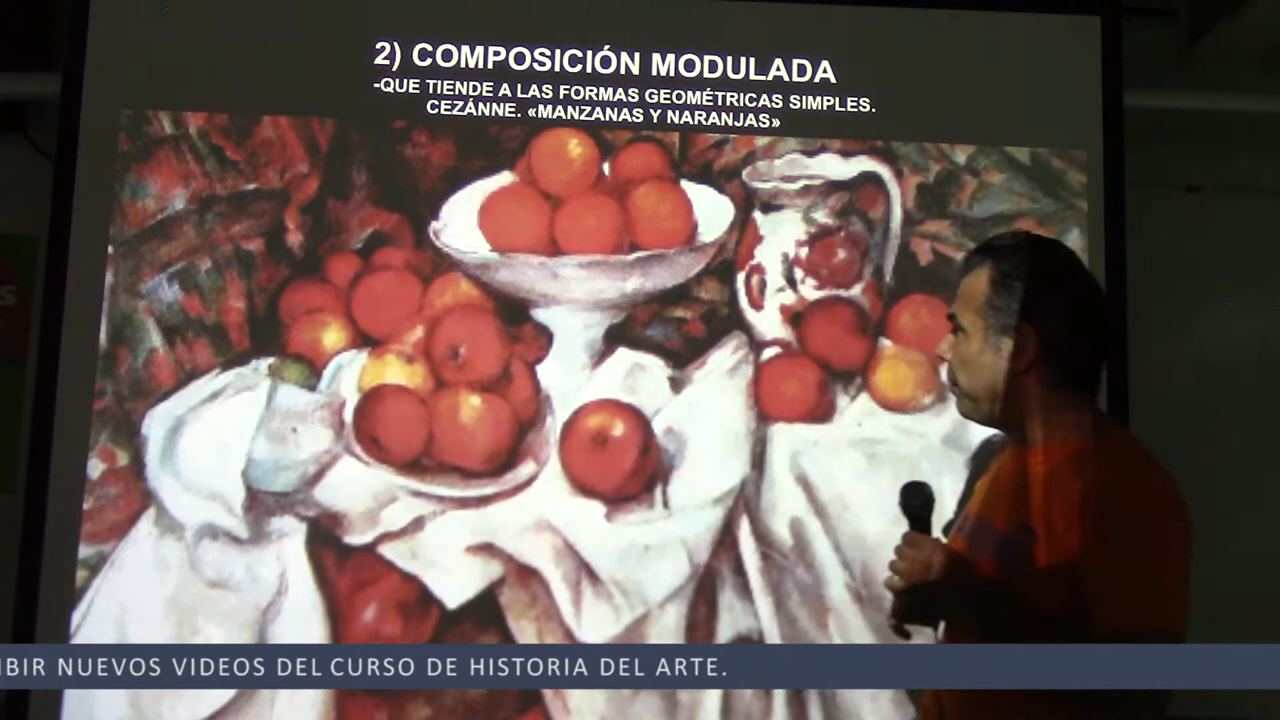 2) COMPOSICIÓN MODULADA
-QUE TIENDE A LAS FORMAS GEOMÉTRICAS SIMPLES.
CEZÁNNE. «MANZANAS Y NARANJAS»
NUEVOS VIDEOS DEL CURSO DE HISTORIA DEL ARTE.